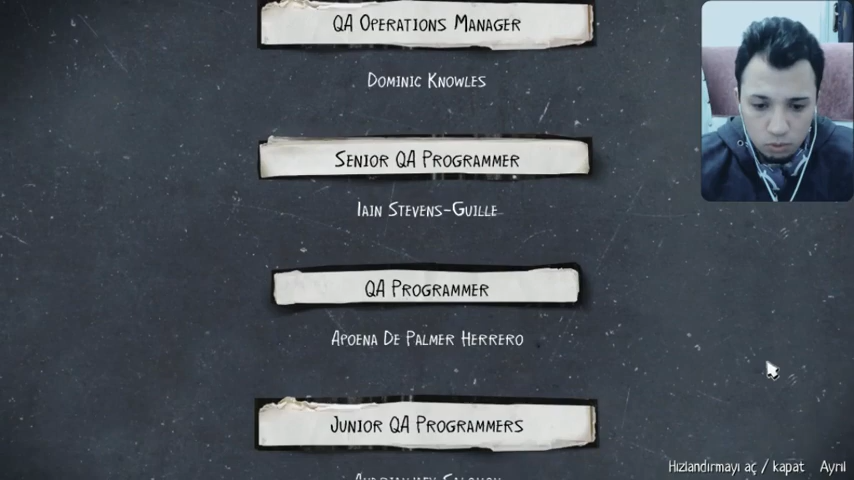 QA Operations Manager
Dominic Knowles
Senior QA Programmer
Iain Stevens-Guille
QA Programmer
Apoena De Palmer Herrero
Junior QA Programmers
Hızlandırmayı aç / kapat Ayrıl